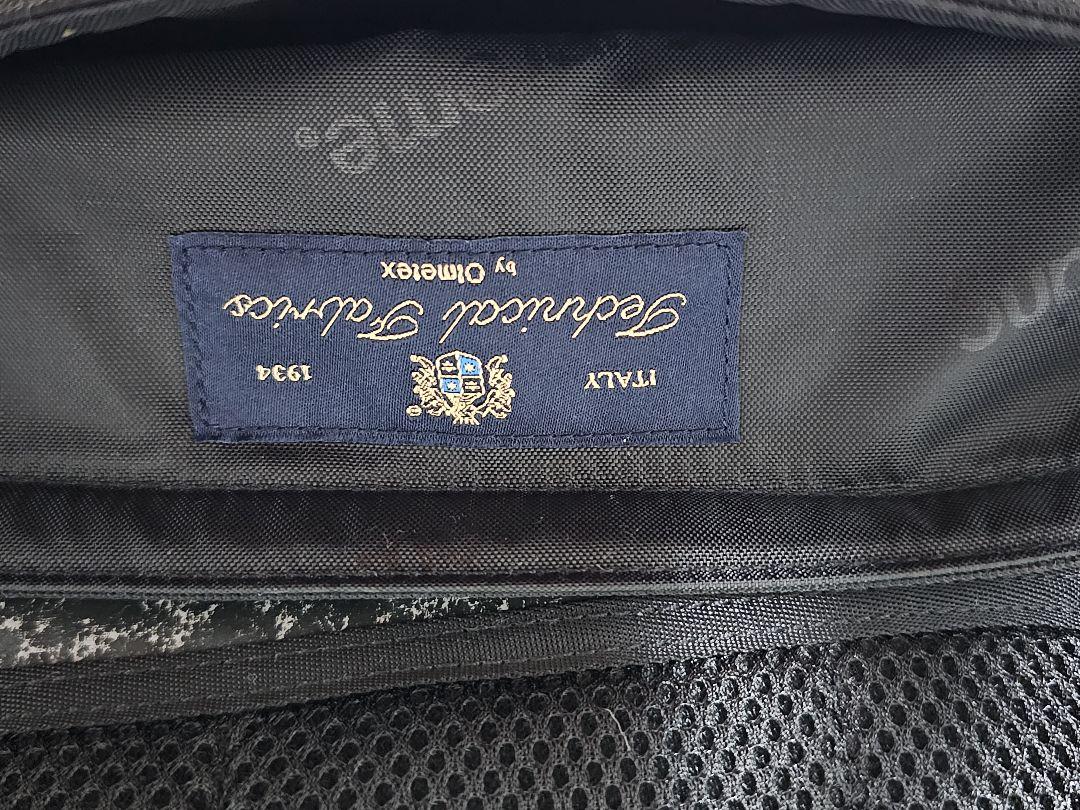 ITALY
1934
Technical Fabrics
by Olmetex